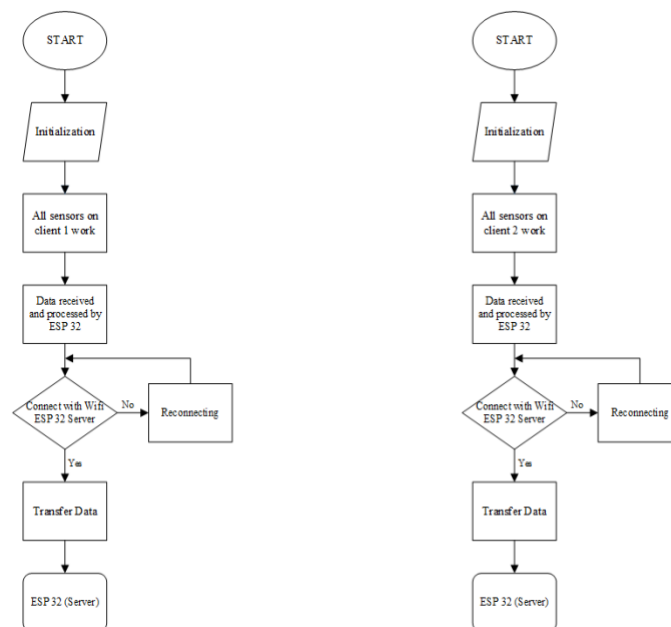 START
Initialization
All sensors on
client 1 work
Data received
and processed by
ESP 32
Connect with Wifi
ESP 32 Server
No
Reconnecting
Yes
Transfer Data
ESP 32 (Server)
START
Initialization
All sensors on
client 2 work
Data received
and processed by
ESP 32
Connect with Wifi
ESP 32 Server
No
Reconnecting
Yes
Transfer Data
ESP 32 (Server)